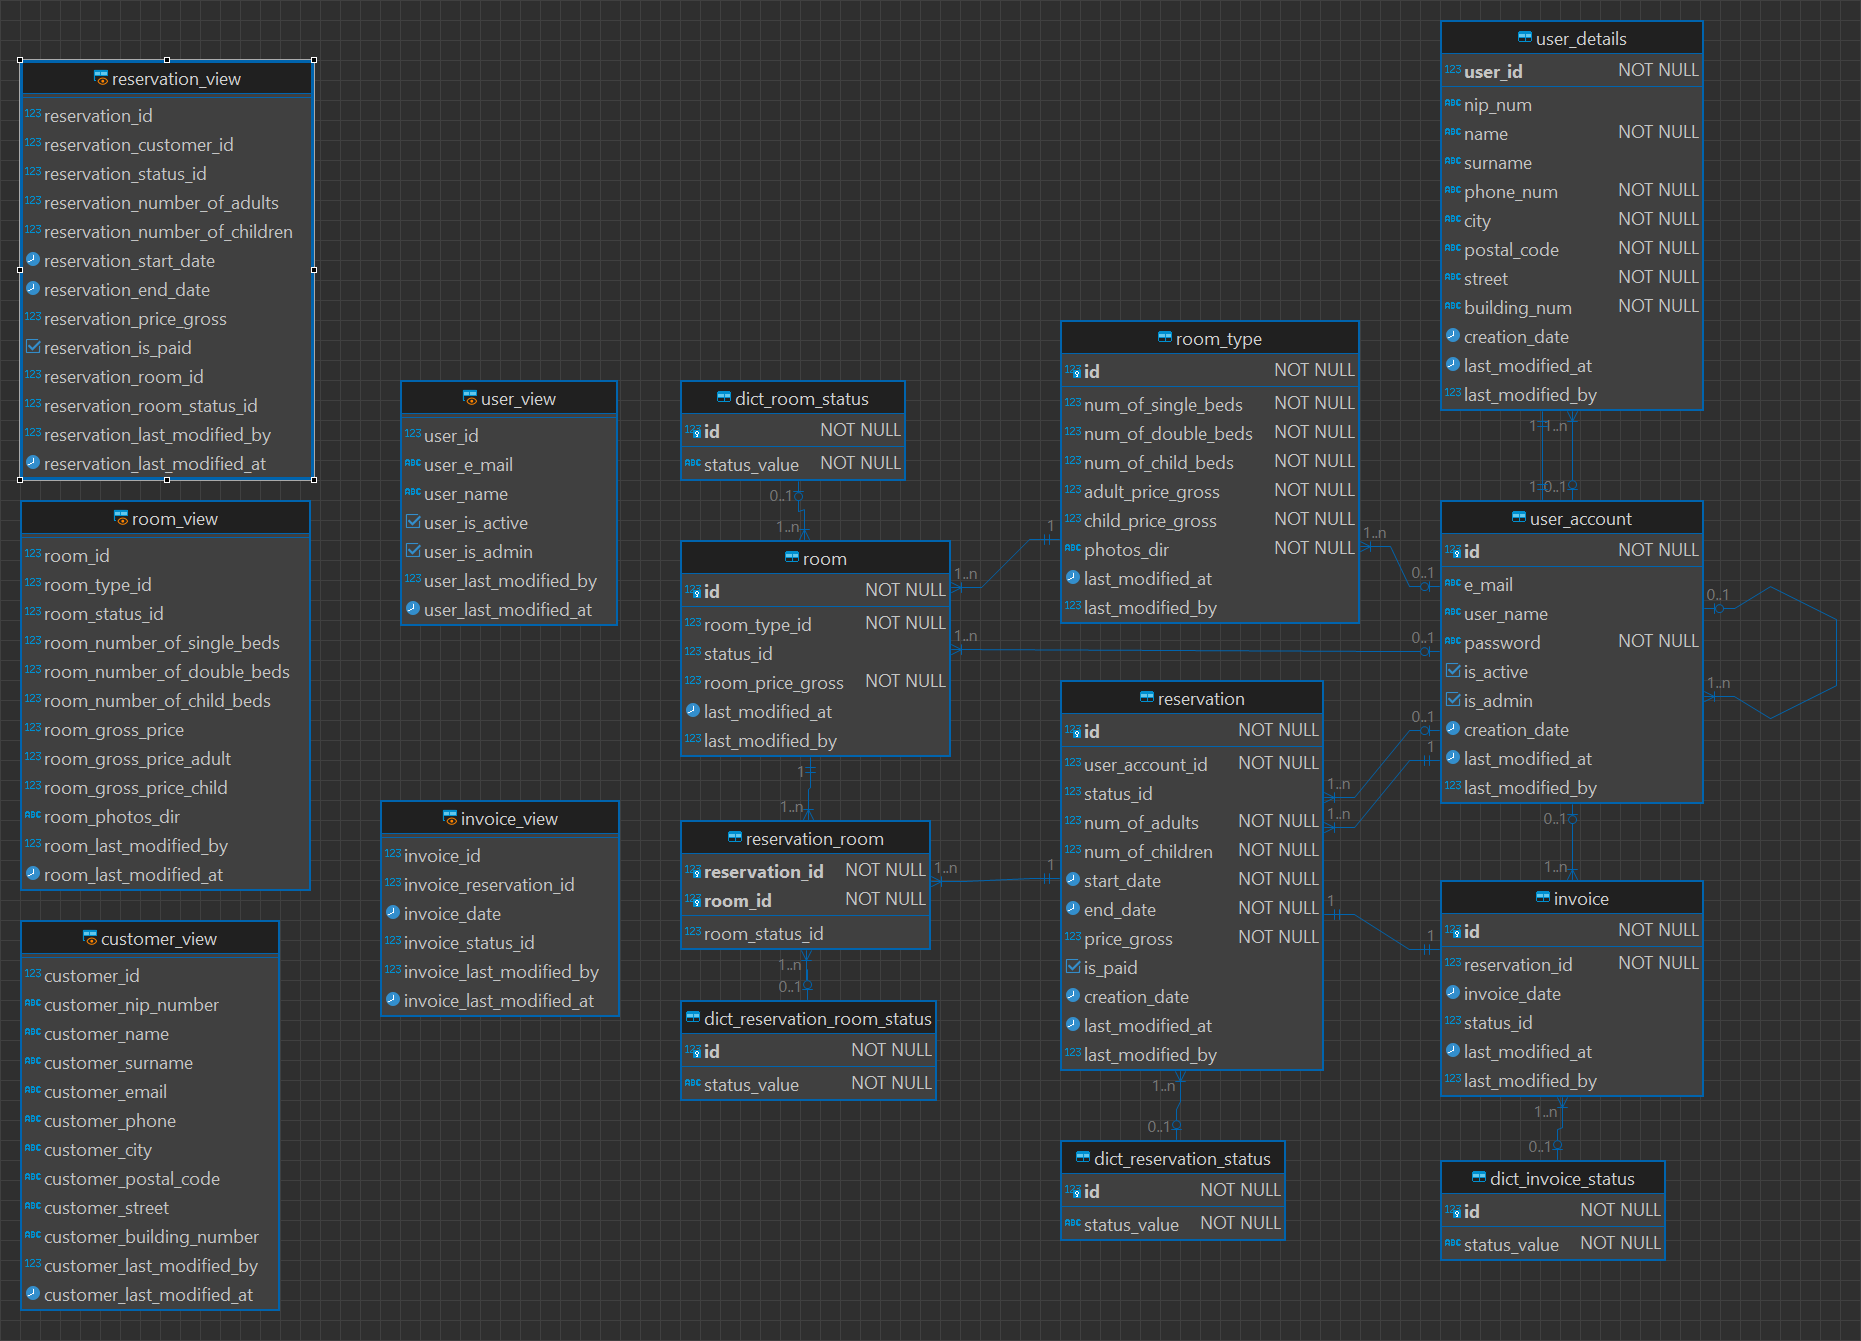 reservation_view
reservation_id
reservation_customer_id
reservation_status_id
reservation_number_of_adults
reservation_number_of_children
reservation_start_date
reservation_end_date
reservation_price_gross
reservation_is_paid
reservation_room_id
reservation_room_status_id
reservation_last_modified_by
reservation_last_modified_at
room_view
room_id
room_type_id
room_status_id
room_number_of_single_beds
room_number_of_double_beds
room_number_of_child_beds
room_gross_price
room_gross_price_adult
room_gross_price_child
room_photos_dir
room_last_modified_by
room_last_modified_at
customer_view
customer_id
customer_nip_number
customer_name
customer_surname
customer_email
customer_phone
customer_city
customer_postal_code
customer_street
customer_building_number
customer_last_modified_by
customer_last_modified_at
user_view
user_id
user_e_mail
user_name
user_is_active
user_is_admin
user_last_modified_by
user_last_modified_at
invoice_view
invoice_id
invoice_reservation_id
invoice_date
invoice_status_id
invoice_last_modified_by
invoice_last_modified_at
dict_room_status
id NOT NULL
status_value NOT NULL
0..1
1..n
room
id NOT NULL
room_type_id NOT NULL
status_id
room_price_gross NOT NULL
last_modified_at
last_modified_by
1..n
1..n
1
1..n
reservation_room
reservation_id NOT NULL
room_id NOT NULL
room_status_id
1..n
1..n
0..1
dict_reservation_room_status
id NOT NULL
status_value NOT NULL
room_type
id NOT NULL
num_of_single_beds NOT NULL
num_of_double_beds NOT NULL
num_of_child_beds NOT NULL
adult_price_gross NOT NULL
child_price_gross NOT NULL
photos_dir NOT NULL
last_modified_at
last_modified_by
1
1..n
0..1
0..1
reservation
id NOT NULL
user_account_id NOT NULL
status_id
num_of_adults NOT NULL
num_of_children NOT NULL
start_date NOT NULL
end_date NOT NULL
price_gross NOT NULL
is_paid
creation_date
last_modified_at
last_modified_by
0..1
1
1..n
1..n
1
1
1
1..n
0..1
dict_reservation_status
id NOT NULL
status_value NOT NULL
user_details
user_id NOT NULL
nip_num
name NOT NULL
surname
phone_num NOT NULL
city NOT NULL
postal_code NOT NULL
street NOT NULL
building_num NOT NULL
creation_date
last_modified_at
last_modified_by
1 1..n
1 0..1
user_account
id NOT NULL
e_mail
user_name
password NOT NULL
is_active
is_admin
creation_date
last_modified_at
last_modified_by
0..1
1..n
0..1
1..n
invoice
id NOT NULL
reservation_id NOT NULL
invoice_date
status_id
last_modified_at
last_modified_by
1..n
0..1
dict_invoice_status
id NOT NULL
status_value NOT NULL